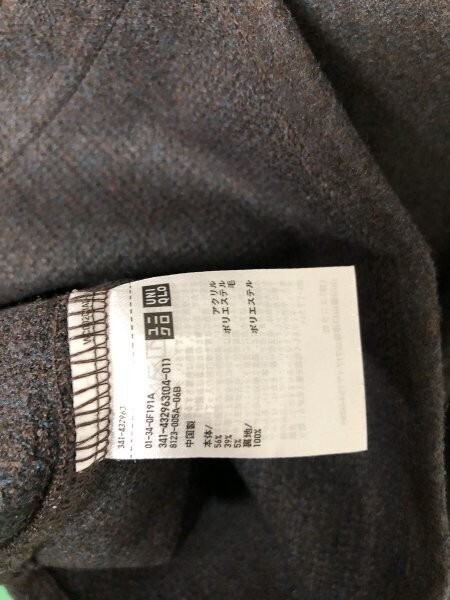 341-432963
UNI
QLO
ユニ
クロ
01-34-0F191A
341-432963(04-01)
8123-005A-06B
中国製
本体/
56% アクリル
39% ポリエステル
5% 毛
裏地/
100% ポリエステル